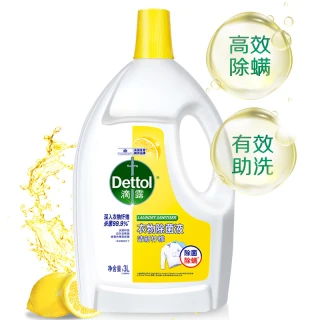 高效
除螨
有效
助洗
Dettol
滴露
LAUNDRY SANITISER
深入衣物纤维
杀菌99.9%
衣物除菌液
清新柠檬
除菌
除螨
净含量:3L